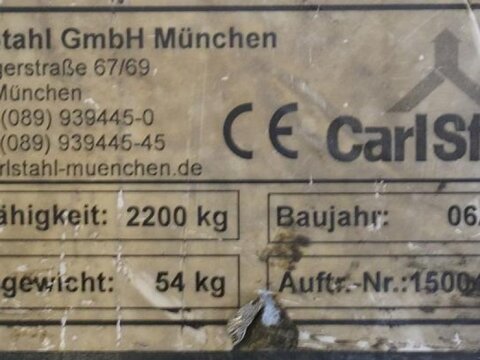 Stahl GmbH München
gerstraße 67/69
München
(089) 939445-0
(089) 939445-45
rlstahl-muenchen.de
CE CarlSt
ähigkeit: 2200 kg
Baujahr: 06
gewicht: 54 kg
Auftr.-Nr.:1500